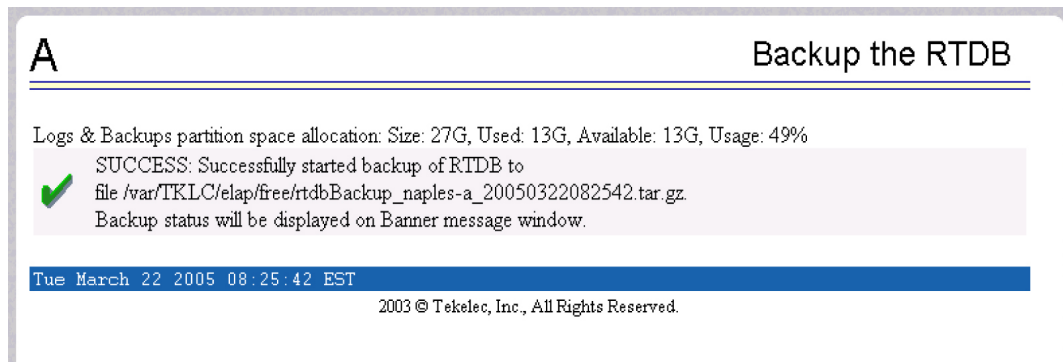 A
Backup the RTDB
Logs & Backups partition space allocation: Size: 27G, Used: 13G, Available: 13G, Usage: 49%
SUCCESS: Successfully started backup of RTDB to
file /var/TKLC/elap/free/rtdbBackup_naples-a_20050322082542.tar.gz.
Backup status will be displayed on Banner message window.
Tue March 22 2005 08:25:42 EST
2003 © Tekelec, Inc., All Rights Reserved.